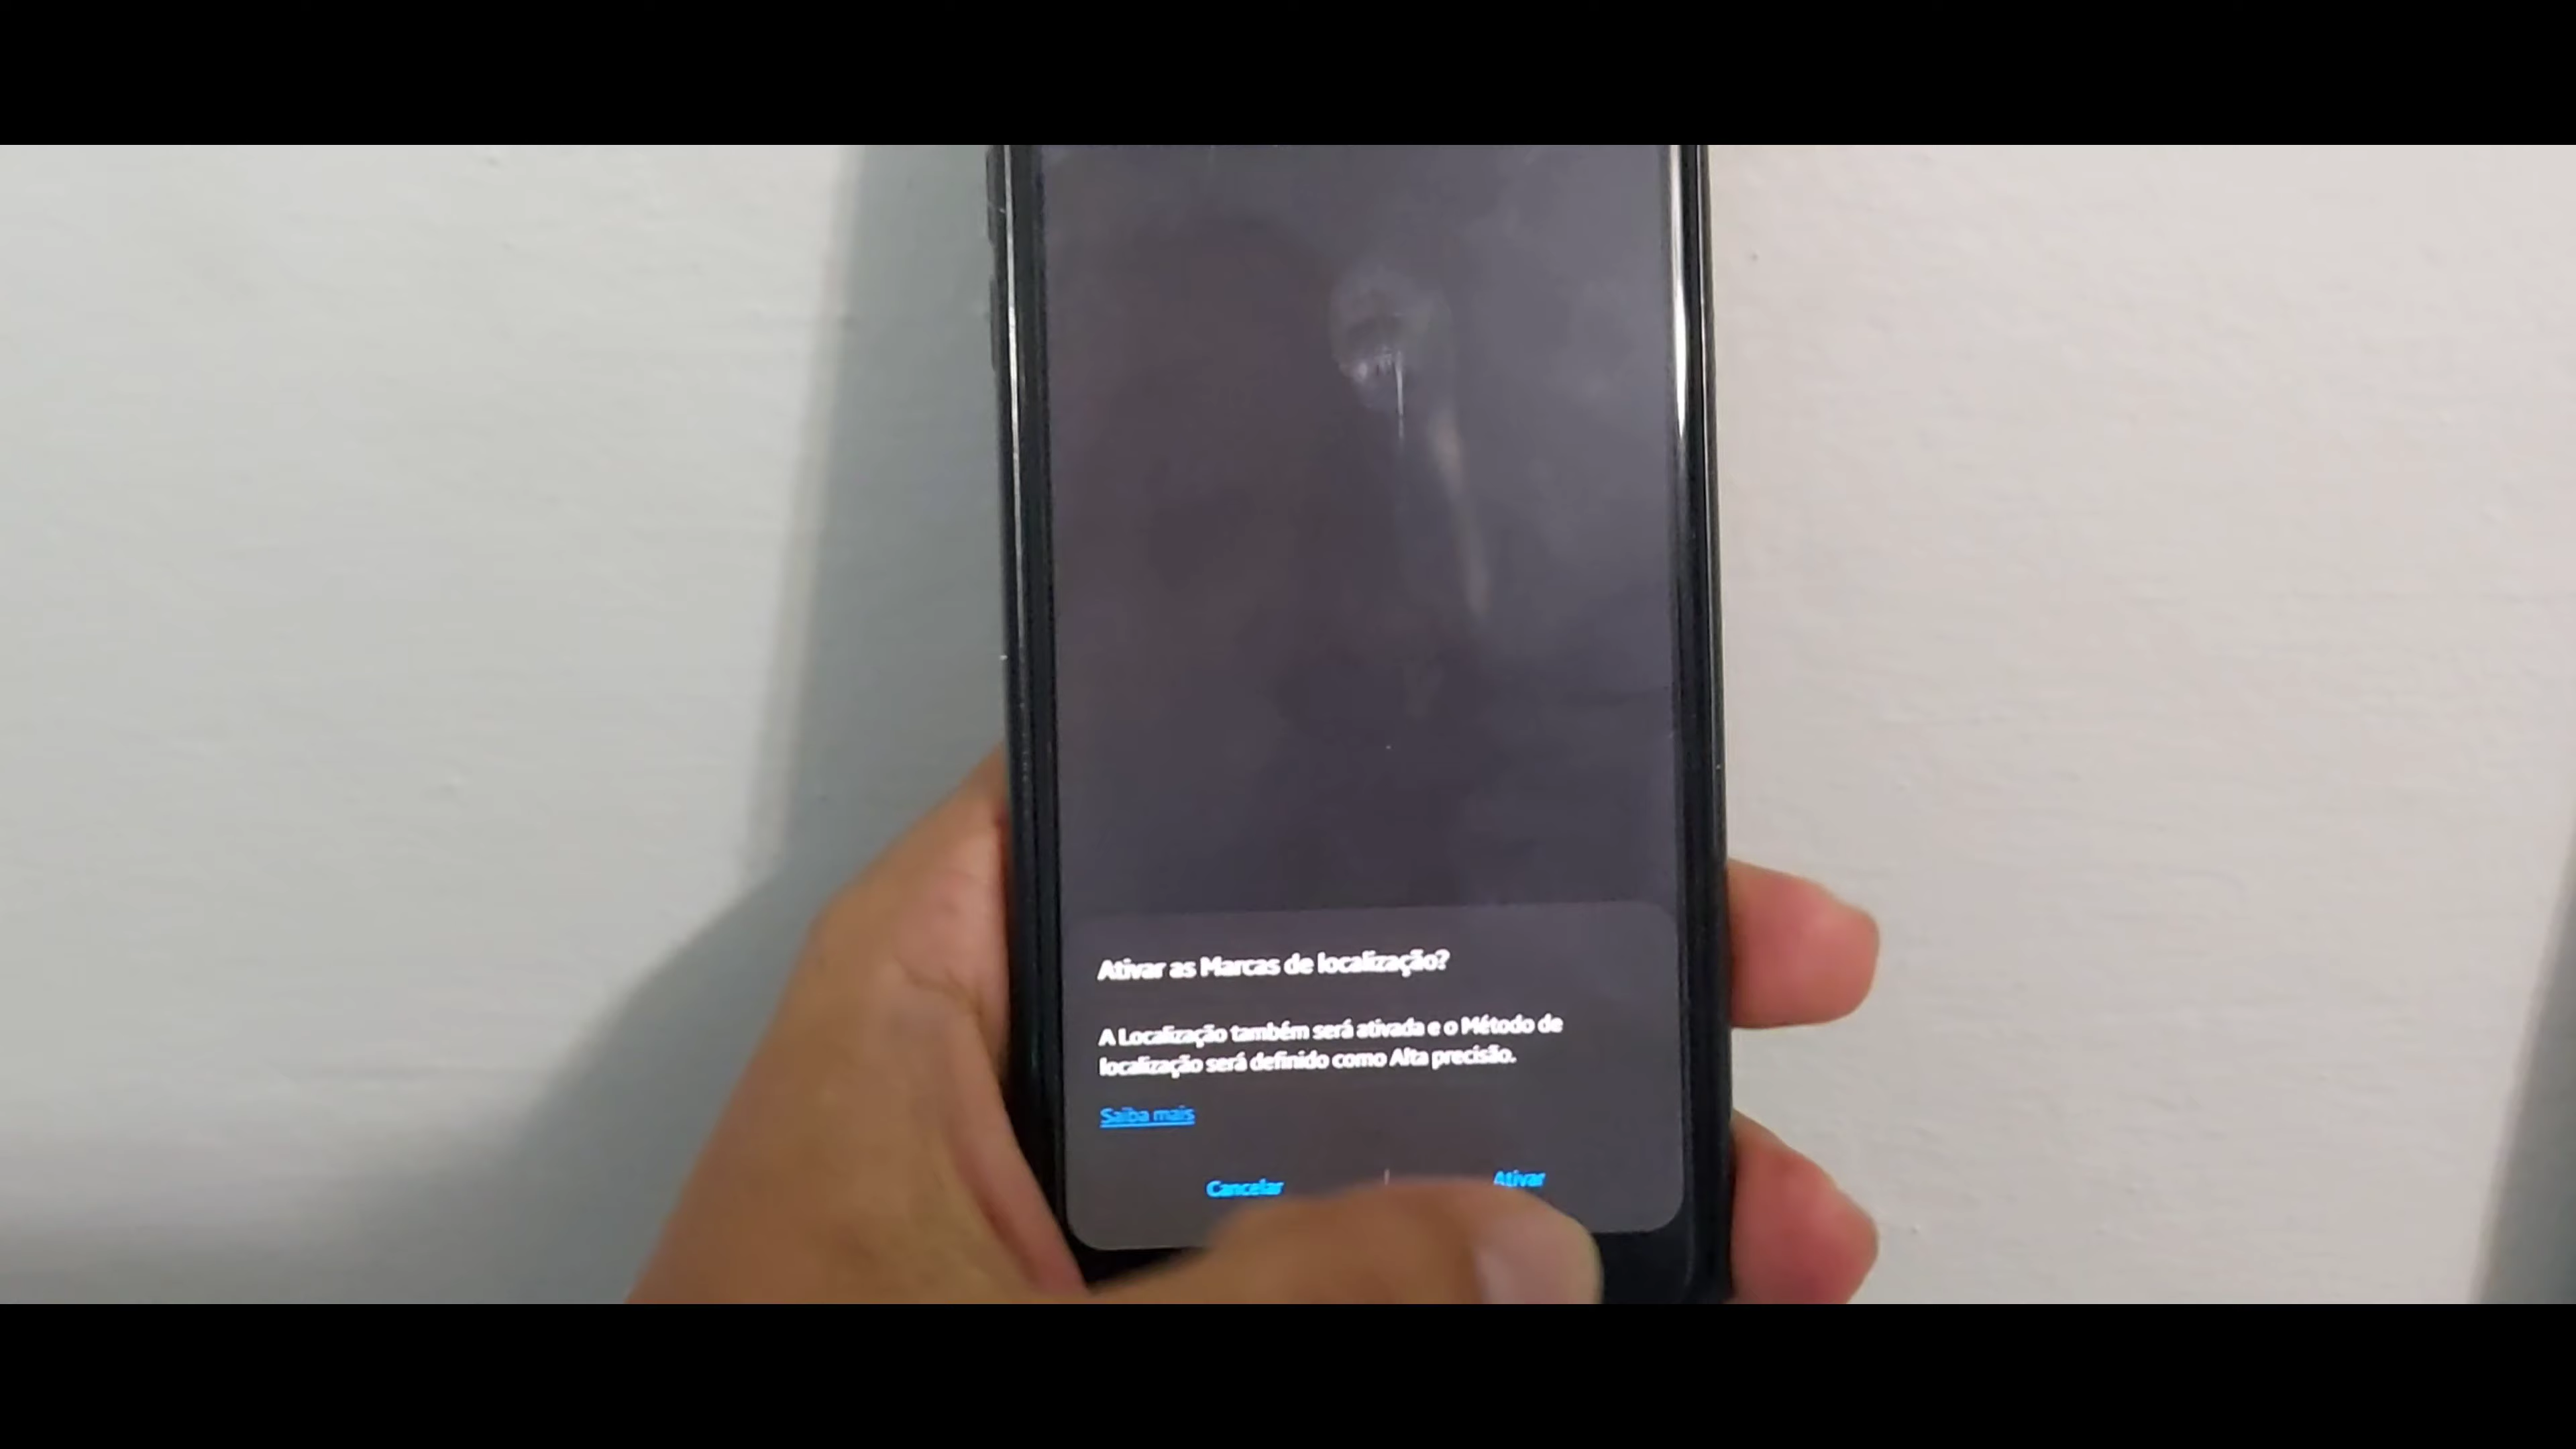 Ativar as Marcas de localização?
A Localização também será ativada e o Método de
localização será definido como Alta precisão.
Saiba mais
Cancelar
Ativar